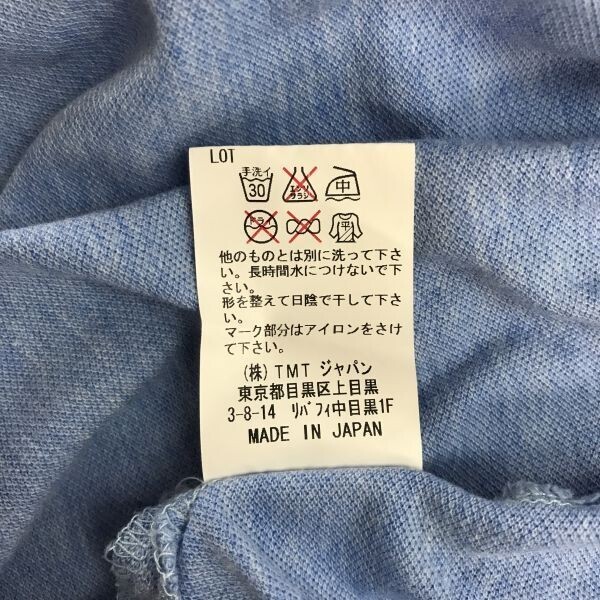 LOT
手洗イ
30
エンソ
サラシ
中
ドライ
平
他のものとは別に洗って下さ
い。長時間水につけないで下
さい。
形を整えて日陰で干して下さ
い。
マーク部分はアイロンをさけ
て下さい。
(株)TMT ジャパン
東京都目黒区上目黒
3-8-14 ﾘﾊﾞﾌｨ中目黒1F
MADE IN JAPAN